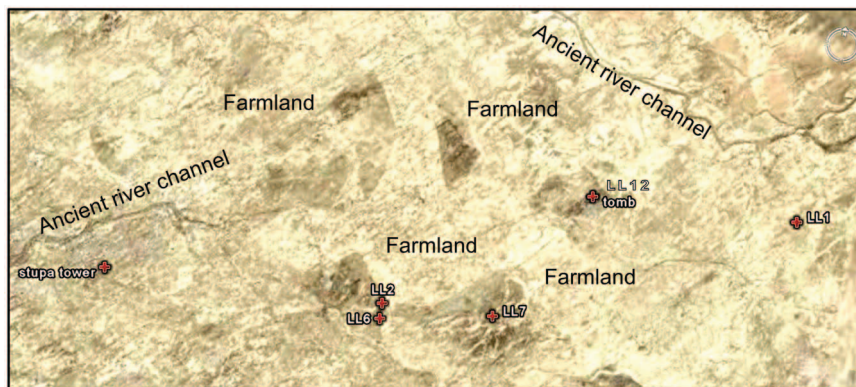 Ancient river channel
Farmland
Farmland
Ancient river channel
LL12
tomb
LL1
Farmland
stupa tower
Farmland
LL2
LL6
LL7
N